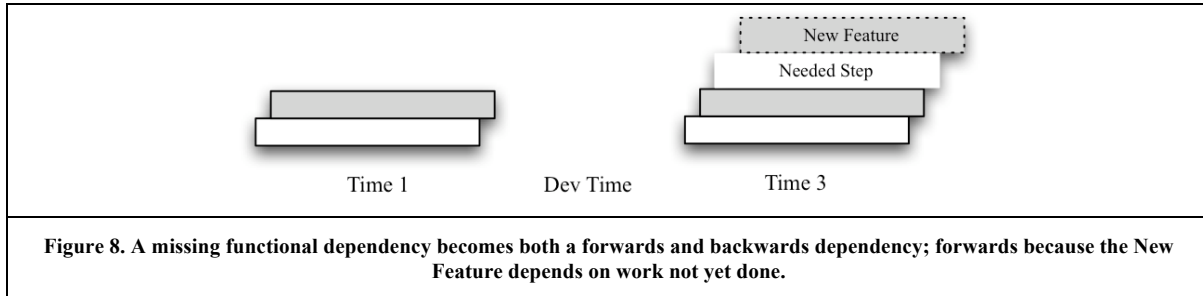 New Feature
Needed Step
Time 1
Dev Time
Time 3
Figure 8. A missing functional dependency becomes both a forwards and backwards dependency; forwards because the New
Feature depends on work not yet done.